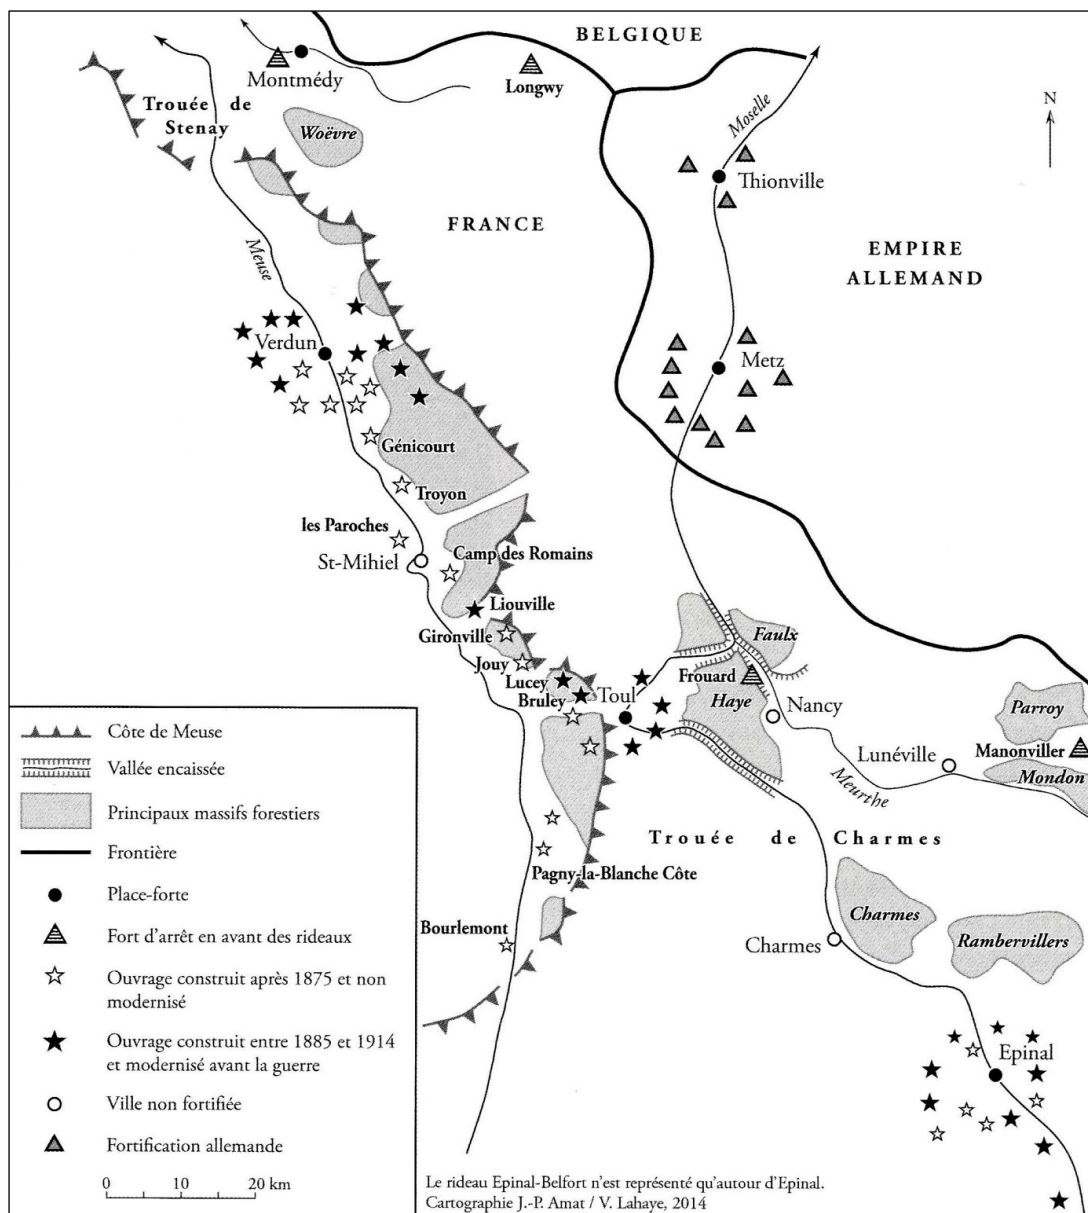 BELGIQUE
Montmédy
Longwy
Trouée de
Stenay
Woëvre
Moselle
N
Thionville
FRANCE
EMPIRE
ALLEMAND
Meuse
Verdun
Metz
Génicourt
Troyon
les Paroches
St-Mihiel
Camp des Romains
Liouville
Gironville
Jouy
Lucey
Bruley
Toul
Frouard
Haye
Faulx
Nancy
Parroy
Manonviller
Mondon
Lunéville
Meurthe
Trouée de Charmes
Pagny-la-Blanche Côte
Bourlemont
Charmes
Charmes
Rambervillers
Epinal
Côte de Meuse
Vallée encaissée
Principaux massifs forestiers
Frontière
Place-forte
Fort d'arrêt en avant des rideaux
Ouvrage construit après 1875 et non
modernisé
Ouvrage construit entre 1885 et 1914
et modernisé avant la guerre
Ville non fortifiée
Fortification allemande
0 10 20 km
Le rideau Epinal-Belfort n'est représenté qu'autour d'Epinal.
Cartographie J.-P. Amat / V. Lahaye, 2014